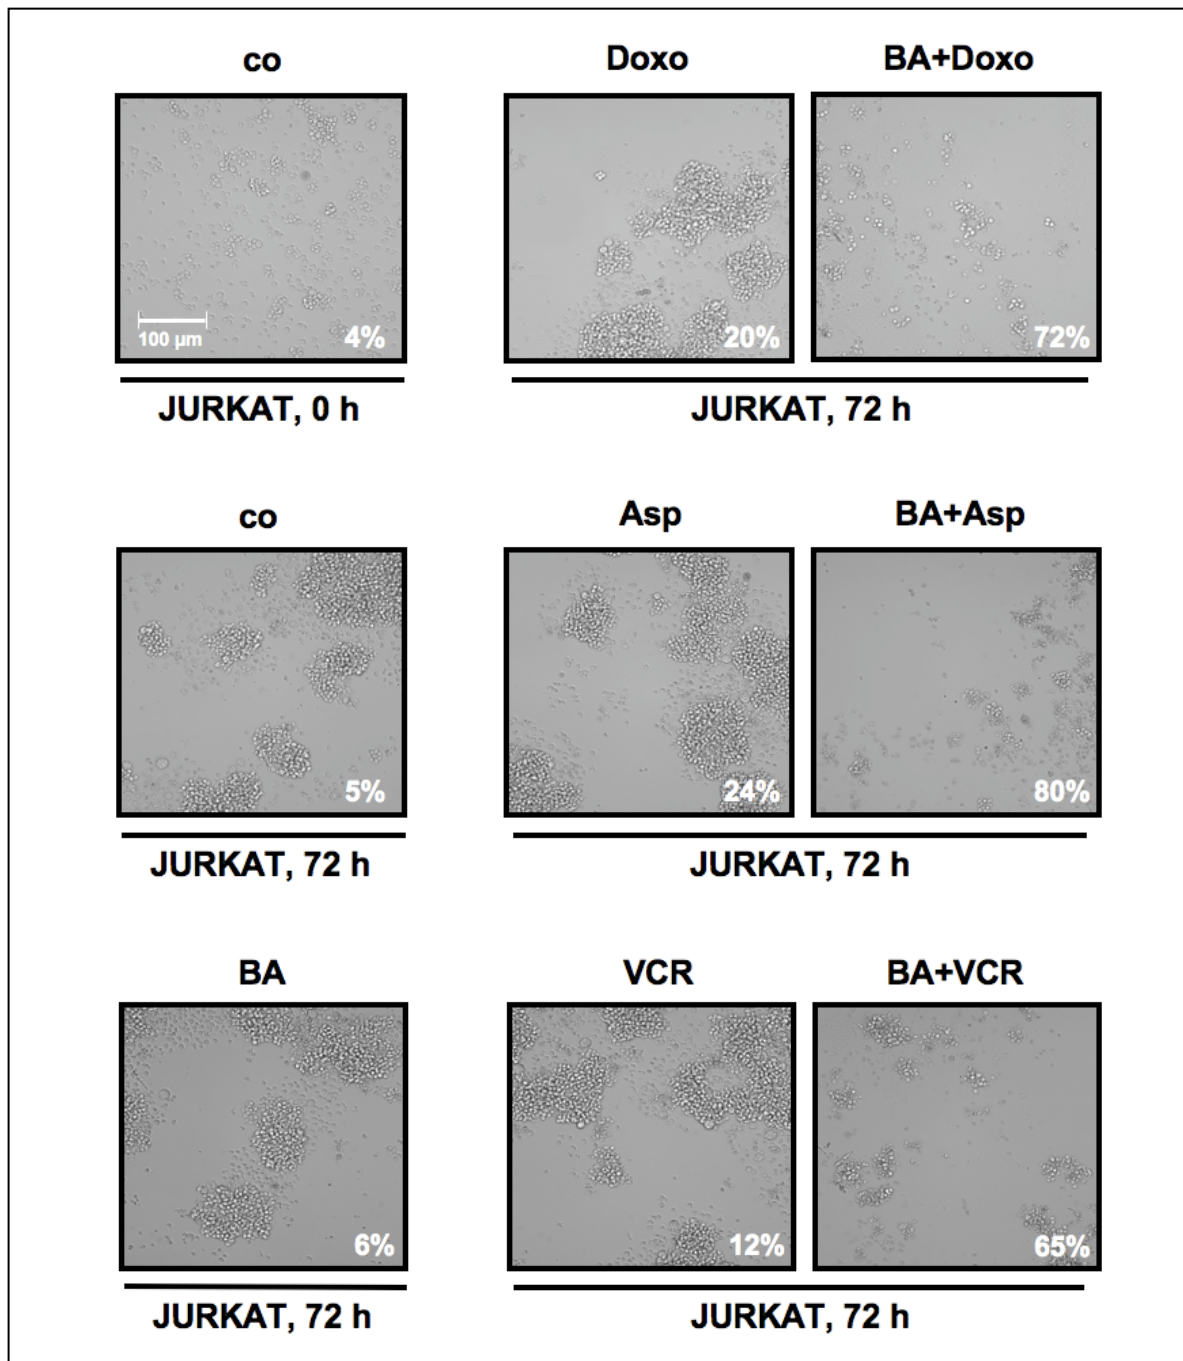 co
Doxo
BA+Doxo
100 µm
4%
20%
72%
JURKAT, 0 h
JURKAT, 72 h
co
Asp
BA+Asp
5%
24%
80%
JURKAT, 72 h
JURKAT, 72 h
BA
VCR
BA+VCR
6%
12%
65%
JURKAT, 72 h
JURKAT, 72 h